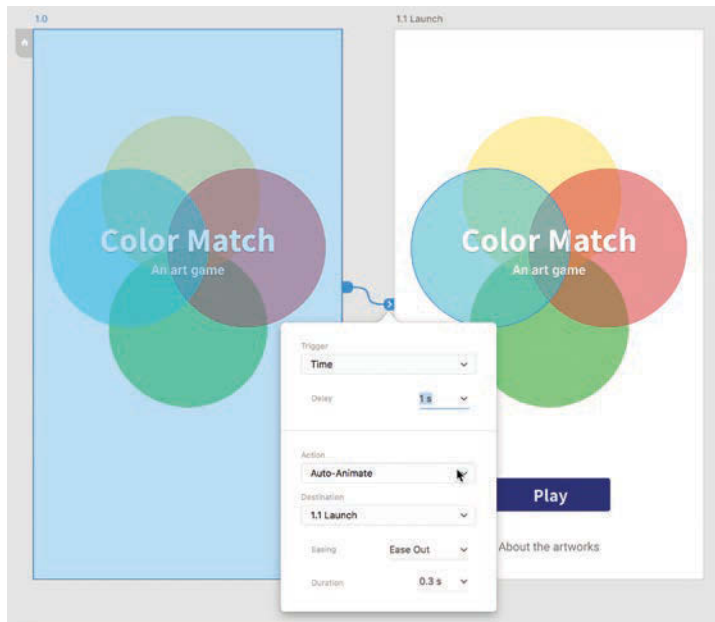 1.0
1.1 Launch
Color Match
An art game
Color Match
An art game
Trigger
Time
Delay
1 s
Action
Auto-Animate
Destination
1.1 Launch
Easing
Ease Out
Duration
0.3 s
Play
About the artworks